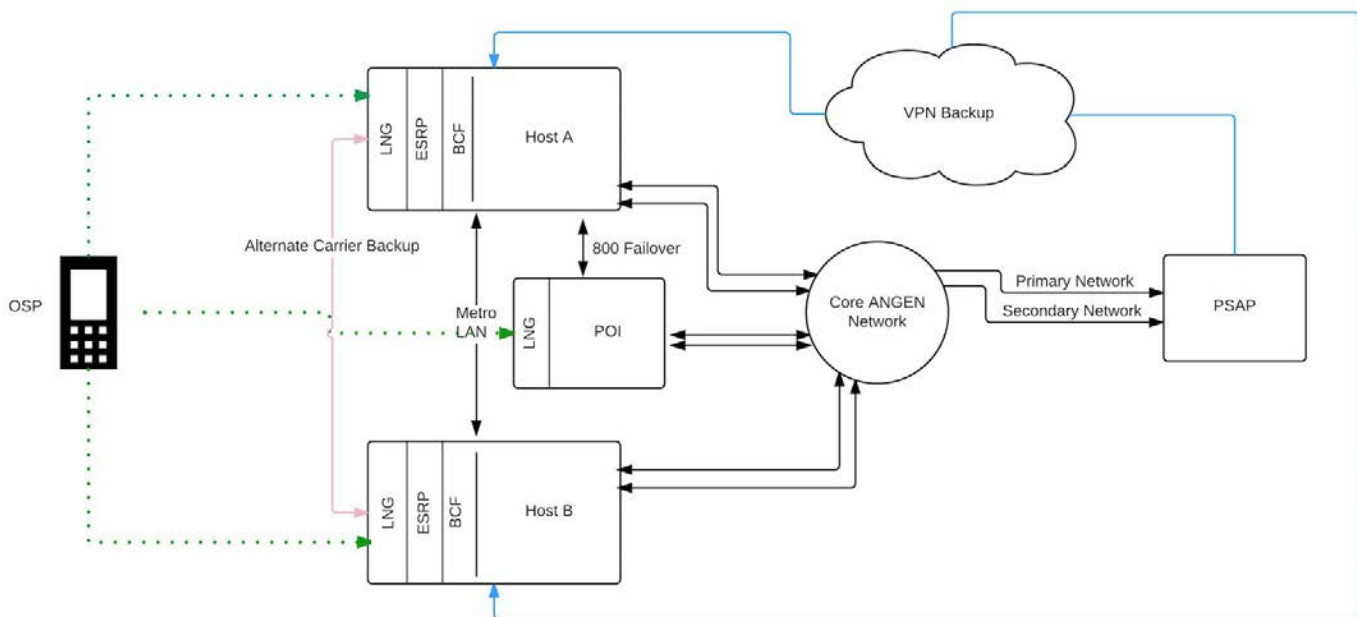 VPN Backup
LNG
ESRP
BCF
Host A
Alternate Carrier Backup
800 Failover
OSP
Metro
LAN
LNG
POI
Core ANGEN
Network
Primary Network
Secondary Network
PSAP
LNG
ESRP
BCF
Host B